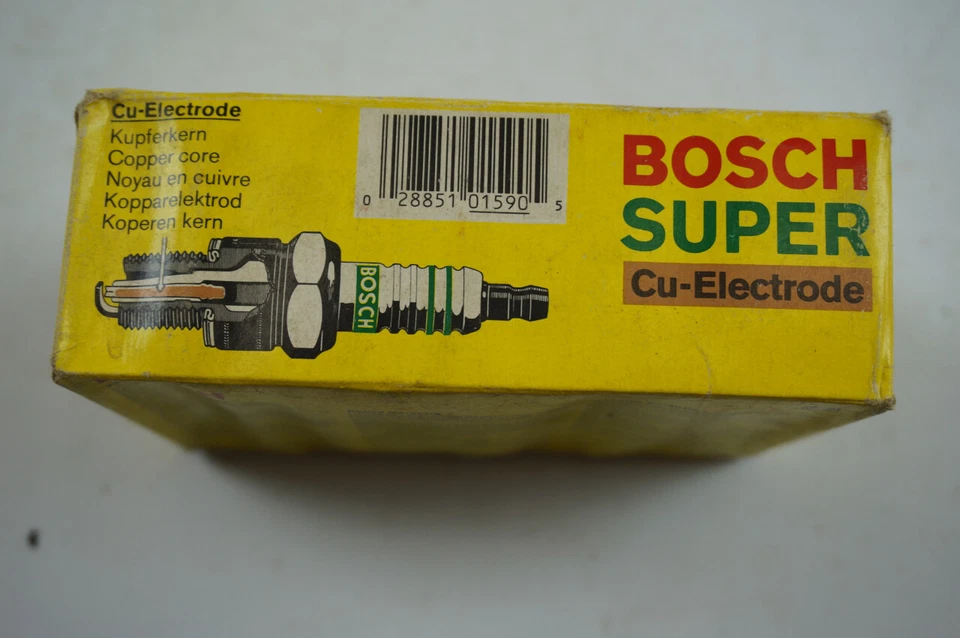 Cu-Electrode
Kupferkern
Copper core
Noyau en cuivre
Kopparelektrod
Koperen kern
0 28851 01590 5
BOSCH
SUPER
Cu-Electrode
BOSCH